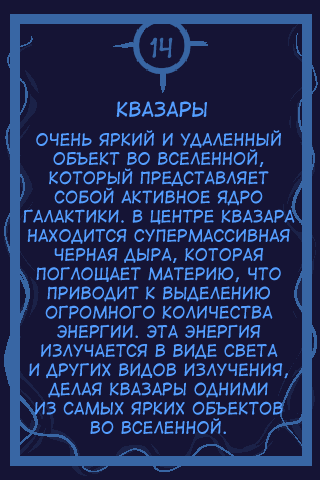 14
КВАЗАРЫ
ОЧЕНЬ ЯРКИЙ И УДАЛЕННЫЙ
ОБЪЕКТ ВО ВСЕЛЕННОЙ,
КОТОРЫЙ ПРЕДСТАВЛЯЕТ
СОБОЙ АКТИВНОЕ ЯДРО
ГАЛАКТИКИ. В ЦЕНТРЕ КВАЗАРА
НАХОДИТСЯ СУПЕРМАССИВНАЯ
ЧЕРНАЯ ДЫРА, КОТОРАЯ
ПОГЛОЩАЕТ МАТЕРИЮ, ЧТО
ПРИВОДИТ К ВЫДЕЛЕНИЮ
ОГРОМНОГО КОЛИЧЕСТВА
ЭНЕРГИИ. ЭТА ЭНЕРГИЯ
ИЗЛУЧАЕТСЯ В ВИДЕ СВЕТА
И ДРУГИХ ВИДОВ ИЗЛУЧЕНИЯ,
ДЕЛАЯ КВАЗАРЫ ОДНИМИ
ИЗ САМЫХ ЯРКИХ ОБЪЕКТОВ
ВО ВСЕЛЕННОЙ.